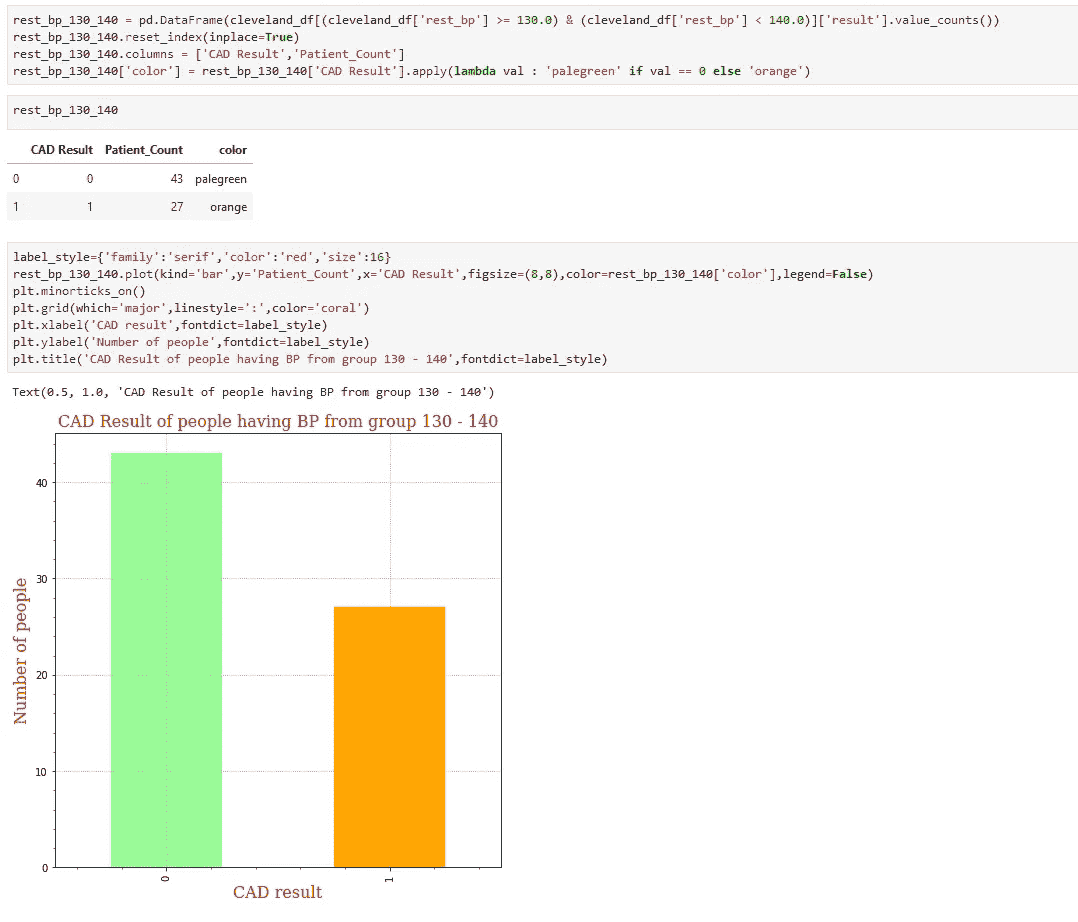 rest_bp_130_140 = pd.DataFrame(cleveland_df[(cleveland_df['rest_bp'] >= 130.0) & (cleveland_df['rest_bp'] < 140.0)]['result'].value_counts())
rest_bp_130_140.reset_index(inplace=True)
rest_bp_130_140.columns = ['CAD Result','Patient_Count']
rest_bp_130_140['color'] = rest_bp_130_140['CAD Result'].apply(lambda val : 'palegreen' if val == 0 else 'orange')
rest_bp_130_140
CAD Result Patient_Count color
0 0 43 palegreen
1 1 27 orange
label_style={'family':'serif','color':'red','size':16}
rest_bp_130_140.plot(kind='bar',y='Patient_Count',x='CAD Result',figsize=(8,8),color=rest_bp_130_140['color'],legend=False)
plt.minorticks_on()
plt.grid(which='major',linestyle=':',color='coral')
plt.xlabel('CAD result',fontdict=label_style)
plt.ylabel('Number of people',fontdict=label_style)
plt.title('CAD Result of people having BP from group 130 - 140',fontdict=label_style)
Text(0.5, 1.0, 'CAD Result of people having BP from group 130 - 140')
CAD Result of people having BP from group 130 - 140
Number of people
40
30
20
10
0
0 1
CAD result